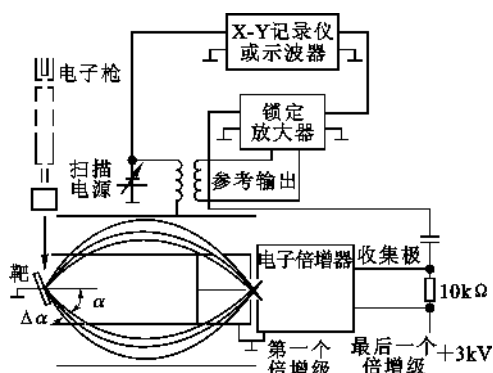 X-Y记录仪
或示波器
电子枪
锁定
放大器
扫描
电源
参考输出
靶
α
Δα
电子倍增器
收集极
10kΩ
第一个
倍增级
最后一个
倍增级
+3kV